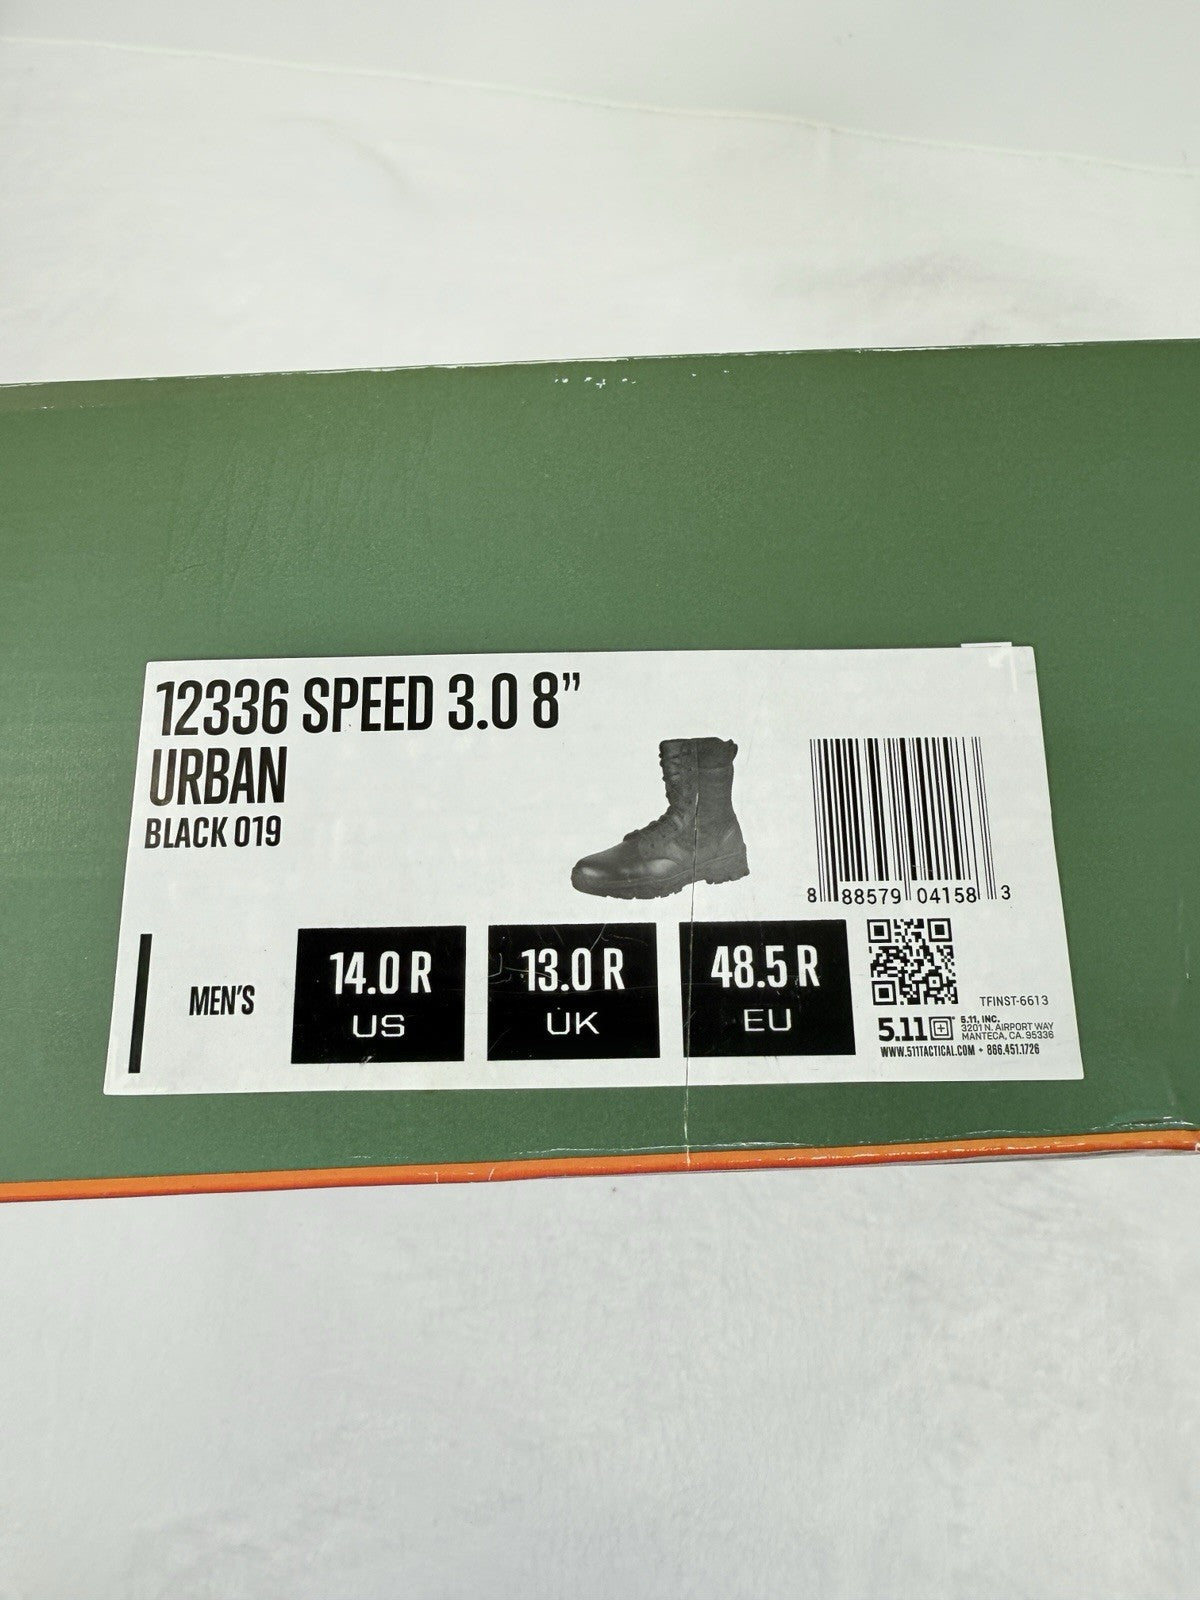 12336 SPEED 3.0 8”
URBAN
BLACK 019
8 88579 04158 3
MEN'S
14.0 R
US
13.0 R
UK
48.5 R
EU
TFINST-6613
5.11
5.11, INC.
3201 N. AIRPORT WAY
MANTECA, CA. 95336
WWW.511TACTICAL.COM • 866.451.1726